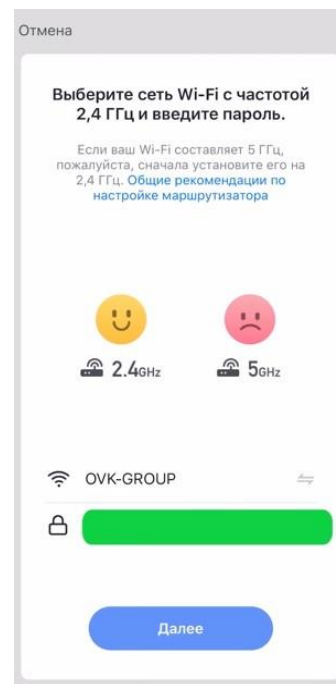 Отмена
Выберите сеть Wi-Fi с частотой
2,4 ГГц и введите пароль.
Если ваш Wi-Fi составляет 5 ГГц,
пожалуйста, сначала установите его на
2,4 ГГц. Общие рекомендации по
настройке маршрутизатора
2.4GHz 5GHz
OVK-GROUP
Далее